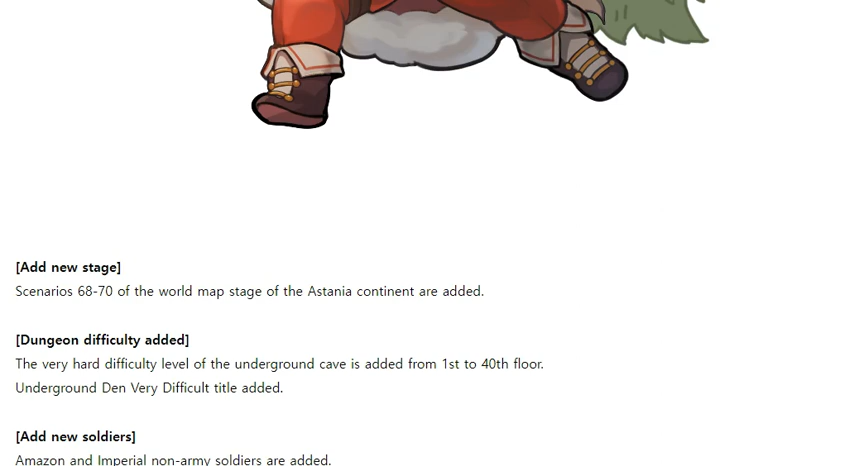 [Add new stage]
Scenarios 68-70 of the world map stage of the Astania continent are added.
[Dungeon difficulty added]
The very hard difficulty level of the underground cave is added from 1st to 40th floor.
Underground Den Very Difficult title added.
[Add new soldiers]
Amazon and Imperial non-army soldiers are added.